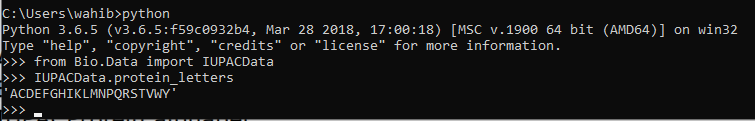 C:\Users\wahib>python
Python 3.6.5 (v3.6.5:f59c0932b4, Mar 28 2018, 17:00:18) [MSC v.1900 64 bit (AMD64)] on win32
Type "help", "copyright", "credits" or "license" for more information.
>>> from Bio.Data import IUPACData
>>> IUPACData.protein_letters
'ACDEFGHIKLMNPQRSTVWY'
>>>